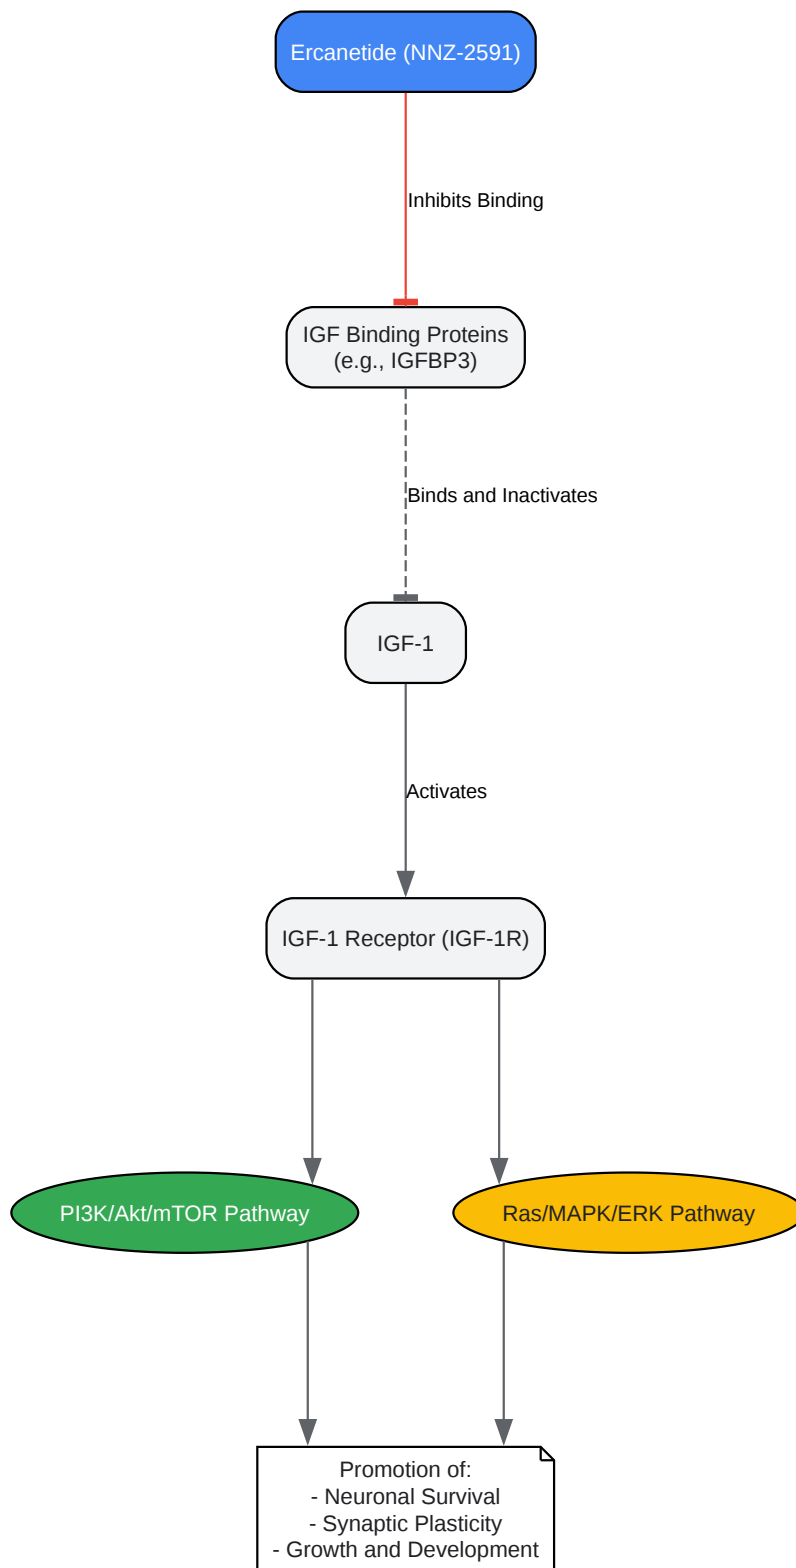 Ercanetide (NNZ-2591)
Inhibits Binding
IGF Binding Proteins
(e.g., IGFBP3)
Binds and Inactivates
IGF-1
Activates
IGF-1 Receptor (IGF-1R)
PI3K/Akt/mTOR Pathway
Ras/MAPK/ERK Pathway
Promotion of:
- Neuronal Survival
- Synaptic Plasticity
- Growth and Development